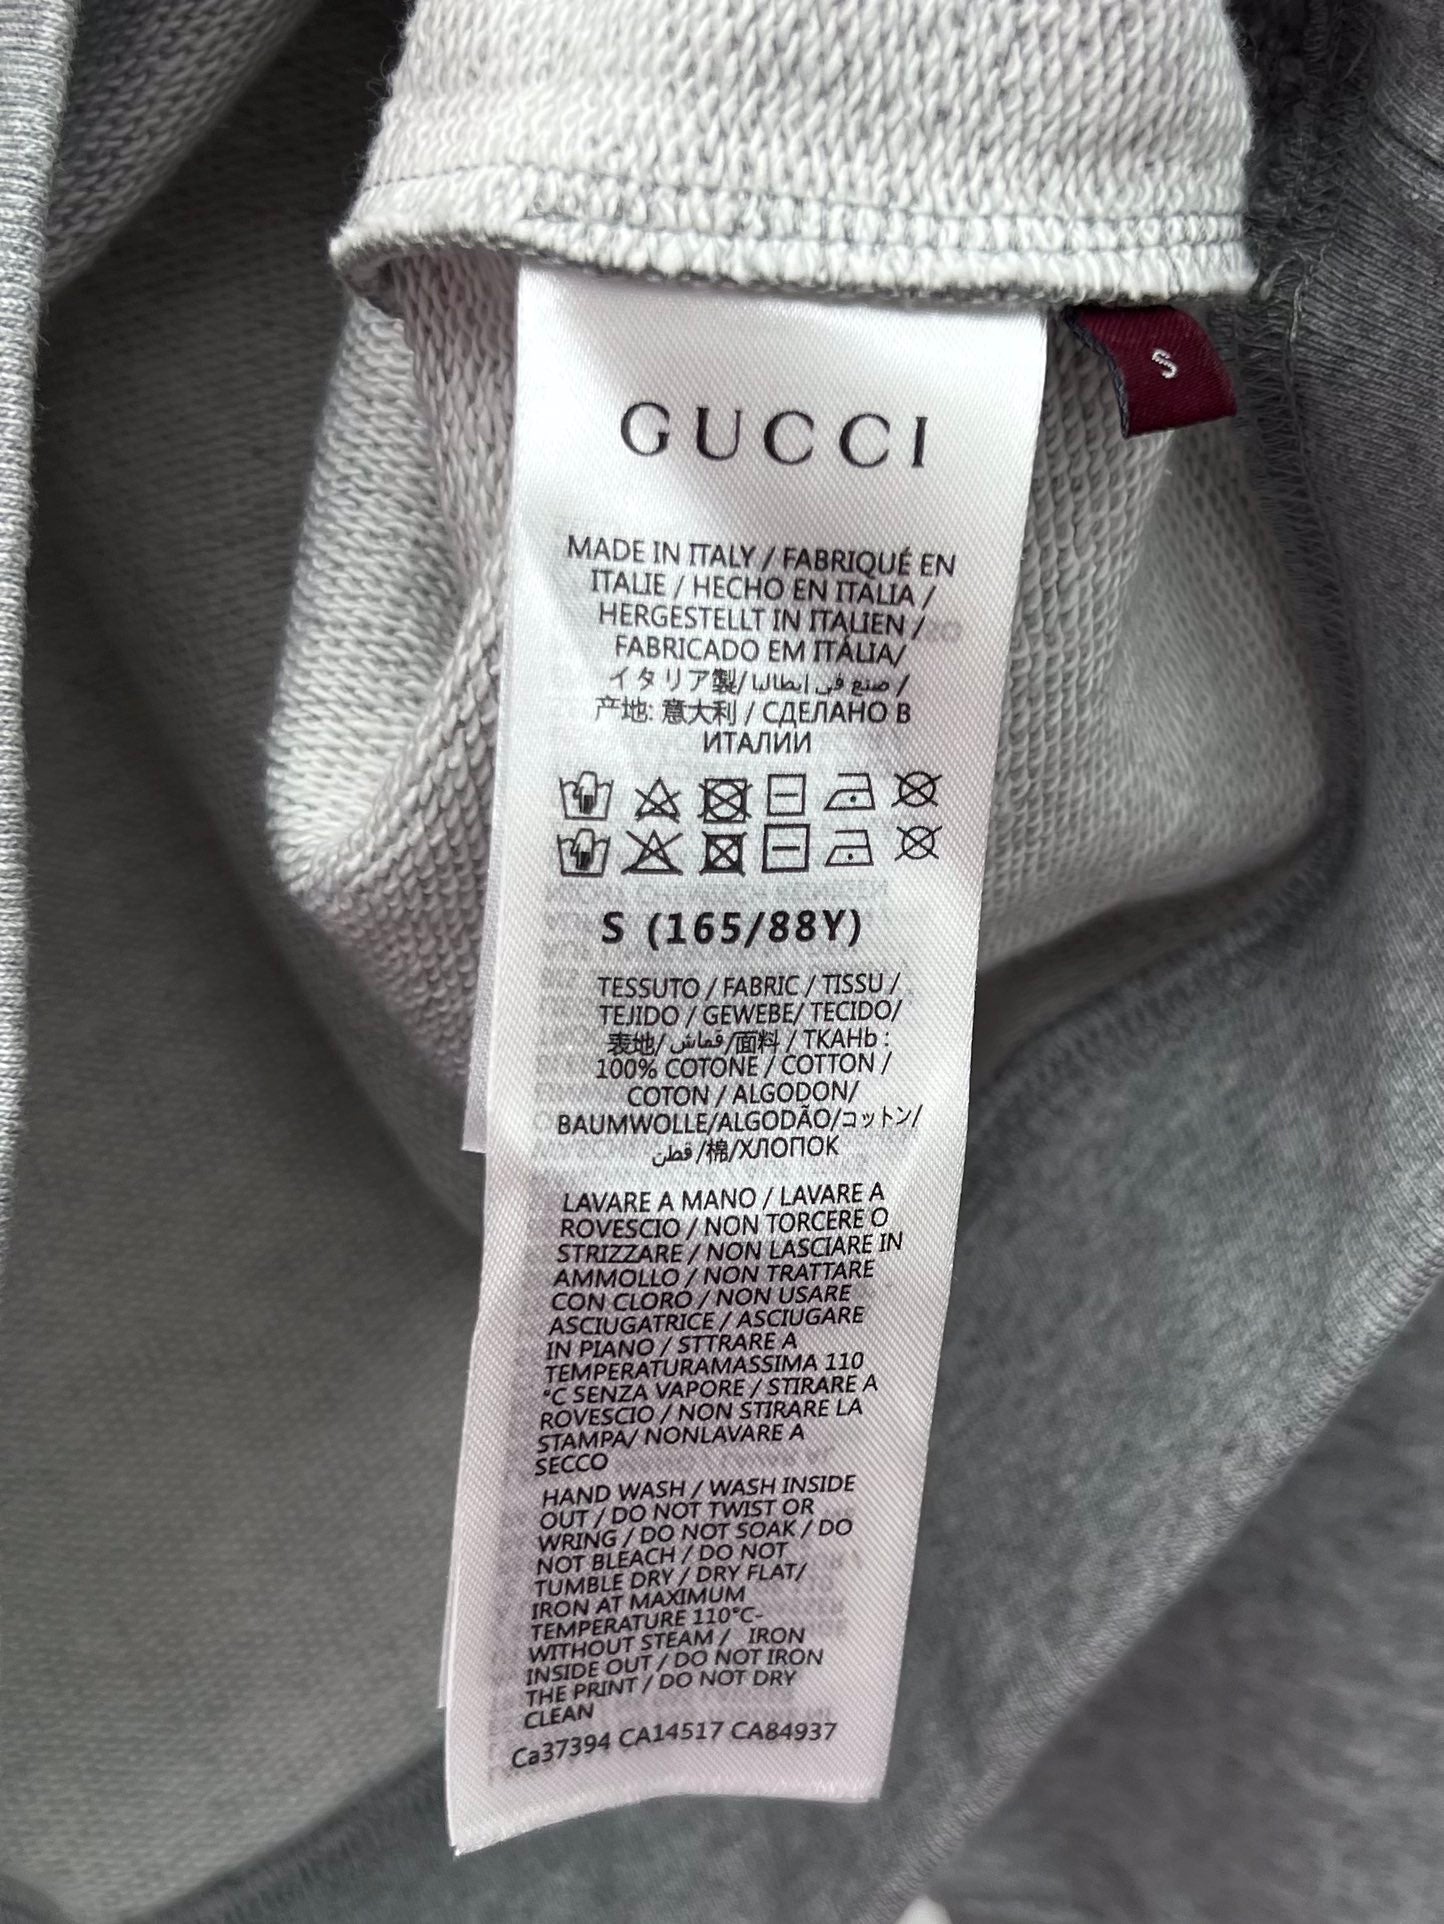 S
GUCCI
MADE IN ITALY / FABRIQUÉ EN
ITALIE / HECHO EN ITALIA /
HERGESTELLT IN ITALIEN /
FABRICADO EM ITÁLIA/
イタリア製/ صنع في إيطاليا /
产地: 意大利 / СДЕЛАНО В
ИТАЛИИ
S (165/88Y)
TESSUTO / FABRIC / TISSU /
TEJIDO / GEWEBE/ TECIDO/
表地/ قماش/面料 / TKAHb :
100% COTONE / COTTON /
COTON / ALGODON/
BAUMWOLLE/ALGODÃO/コットン/
قطن /棉/ХЛОПОК
LAVARE A MANO / LAVARE A
ROVESCIO / NON TORCERE O
STRIZZARE / NON LASCIARE IN
AMMOLLO / NON TRATTARE
CON CLORO / NON USARE
ASCIUGATRICE / ASCIUGARE
IN PIANO / STTRARE A
TEMPERATURAMASSIMA 110
°C SENZA VAPORE / STIRARE A
ROVESCIO / NON STIRARE LA
STAMPA/ NONLAVARE A
SECCO
HAND WASH / WASH INSIDE
OUT / DO NOT TWIST OR
WRING / DO NOT SOAK / DO
NOT BLEACH / DO NOT
TUMBLE DRY / DRY FLAT/
IRON AT MAXIMUM
TEMPERATURE 110°C-
WITHOUT STEAM / IRON
INSIDE OUT / DO NOT IRON
THE PRINT / DO NOT DRY
CLEAN
Ca37394 CA14517 CA84937